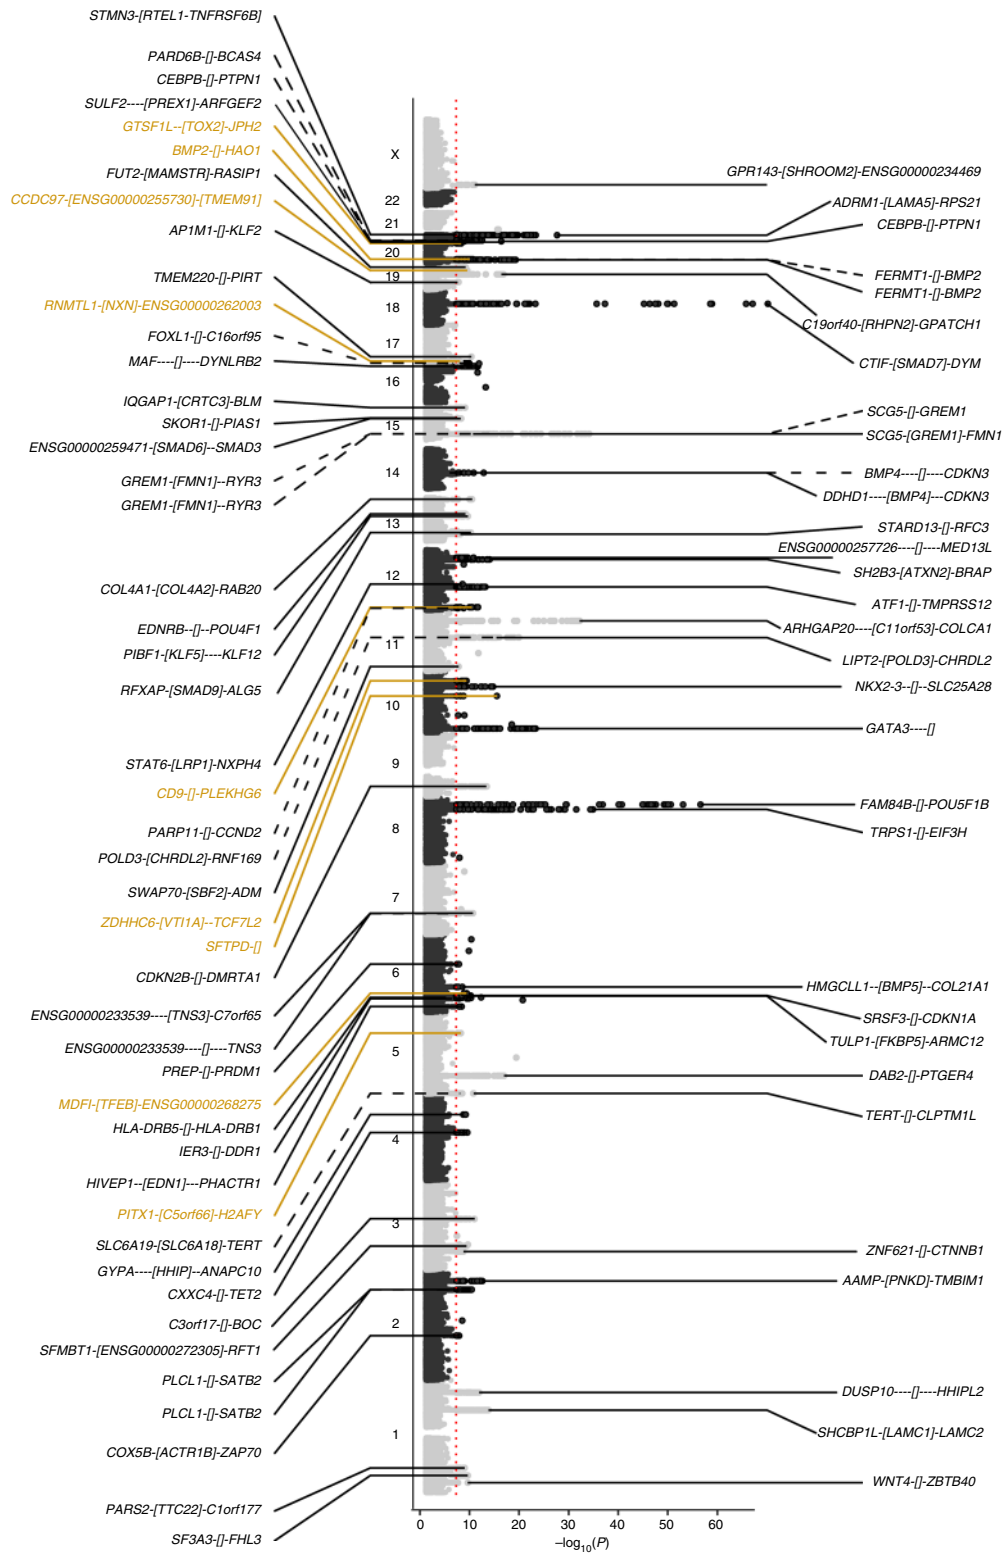 STMN3-[RTEL1-TNFRSF6B]
PARD6B-[]-BCAS4
CEBPB-[]-PTPN1
SULF2----[PREX1]-ARFGEF2
GTSF1L--[TOX2]-JPH2
BMP2-[]-HAO1
FUT2-[MAMSTR]-RASIP1
CCDC97-[ENSG00000255730]-[TMEM91]
AP1M1-[]-KLF2
TMEM220-[]-PIRT
RNMTL1-[NXN]-ENSG00000262003
FOXL1-[]-C16orf95
MAF----[]----DYNLRB2
IQGAP1-[CRTC3]-BLM
SKOR1-[]-PIAS1
ENSG00000259471-[SMAD6]--SMAD3
GREM1-[FMN1]--RYR3
GREM1-[FMN1]--RYR3
COL4A1-[COL4A2]-RAB20
EDNRB--[]--POU4F1
PIBF1-[KLF5]----KLF12
RFXAP-[SMAD9]-ALG5
STAT6-[LRP1]-NXPH4
CD9-[]-PLEKHG6
PARP11-[]-CCND2
POLD3-[CHRDL2]-RNF169
SWAP70-[SBF2]-ADM
ZDHHC6-[VTI1A]--TCF7L2
SFTPD-[]
CDKN2B-[]-DMRTA1
ENSG00000233539----[TNS3]-C7orf65
ENSG00000233539----[]----TNS3
PREP-[]-PRDM1
MDFI-[TFEB]-ENSG00000268275
HLA-DRB5-[]-HLA-DRB1
IER3-[]-DDR1
HIVEP1--[EDN1]---PHACTR1
PITX1-[C5orf66]-H2AFY
SLC6A19-[SLC6A18]-TERT
GYPA----[HHIP]--ANAPC10
CXXC4-[]-TET2
C3orf17-[]-BOC
SFMBT1-[ENSG00000272305]-RFT1
PLCL1-[]-SATB2
PLCL1-[]-SATB2
COX5B-[ACTR1B]-ZAP70
PARS2-[TTC22]-C1orf177
SF3A3-[]-FHL3
X
22
21
20
19
18
17
16
15
14
13
12
11
10
9
8
7
6
5
4
3
2
1
GPR143-[SHROOM2]-ENSG00000234469
ADRM1-[LAMA5]-RPS21
CEBPB-[]-PTPN1
FERMT1-[]-BMP2
FERMT1-[]-BMP2
C19orf40-[RHPN2]-GPATCH1
CTIF-[SMAD7]-DYM
SCG5-[]-GREM1
SCG5-[GREM1]-FMN1
BMP4----[]----CDKN3
DDHD1----[BMP4]---CDKN3
STARD13-[]-RFC3
ENSG00000257726----[]----MED13L
SH2B3-[ATXN2]-BRAP
ATF1-[]-TMPRSS12
ARHGAP20----[C11orf53]-COLCA1
LIPT2-[POLD3]-CHRDL2
NKX2-3--[]--SLC25A28
GATA3----[]
FAM84B-[]-POU5F1B
TRPS1-[]-EIF3H
HMGCLL1--[BMP5]--COL21A1
SRSF3-[]-CDKN1A
TULP1-[FKBP5]-ARMC12
DAB2-[]-PTGER4
TERT-[]-CLPTM1L
ZNF621-[]-CTNNB1
AAMP-[PNKD]-TMBIM1
DUSP10----[]----HHIPL2
SHCBP1L-[LAMC1]-LAMC2
WNT4-[]-ZBTB40
0 10 20 30 40 50 60
–log10(P)